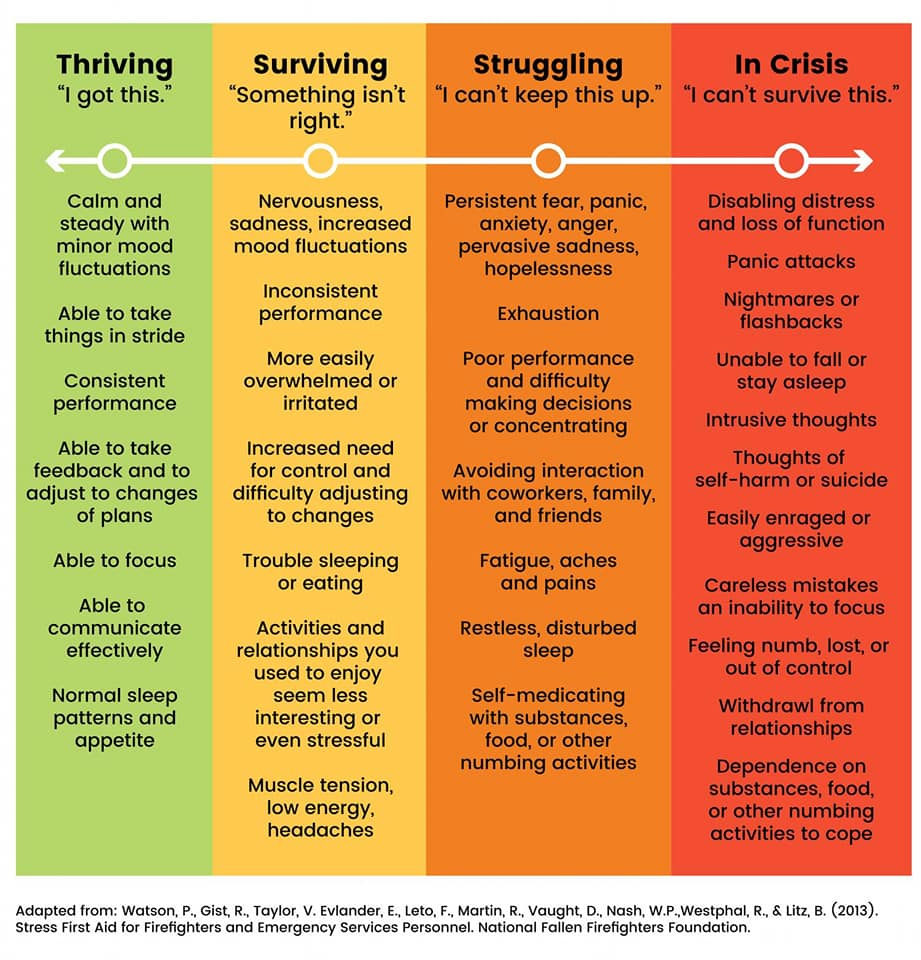 Thriving
“I got this.”
Calm and
steady with
minor mood
fluctuations
Able to take
things in stride
Consistent
performance
Able to take
feedback and to
adjust to changes
of plans
Able to focus
Able to
communicate
effectively
Normal sleep
patterns and
appetite
Surviving
“Something isn’t
right.”
Nervousness,
sadness, increased
mood fluctuations
Inconsistent
performance
More easily
overwhelmed or
irritated
Increased need
for control and
difficulty adjusting
to changes
Trouble sleeping
or eating
Activities and
relationships you
used to enjoy
seem less
interesting or
even stressful
Muscle tension,
low energy,
headaches
Struggling
“I can’t keep this up.”
Persistent fear, panic,
anxiety, anger,
pervasive sadness,
hopelessness
Exhaustion
Poor performance
and difficulty
making decisions
or concentrating
Avoiding interaction
with coworkers, family,
and friends
Fatigue, aches
and pains
Restless, disturbed
sleep
Self-medicating
with substances,
food, or other
numbing activities
In Crisis
“I can’t survive this.”
Disabling distress
and loss of function
Panic attacks
Nightmares or
flashbacks
Unable to fall or
stay asleep
Intrusive thoughts
Thoughts of
self-harm or suicide
Easily enraged or
aggressive
Careless mistakes
an inability to focus
Feeling numb, lost, or
out of control
Withdrawl from
relationships
Dependence on
substances, food,
or other numbing
activities to cope
Adapted from: Watson, P., Gist, R., Taylor, V. Evlander, E., Leto, F., Martin, R., Vaught, D., Nash, W.P.,Westphal, R., & Litz, B. (2013).
Stress First Aid for Firefighters and Emergency Services Personnel. National Fallen Firefighters Foundation.